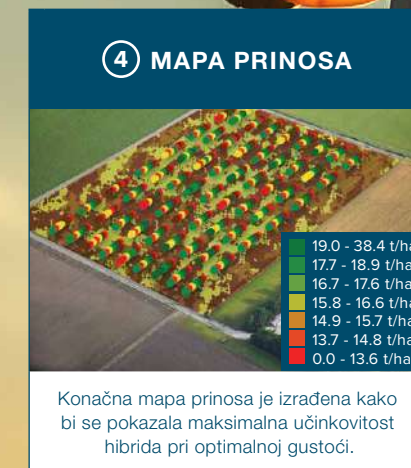 4 MAPA PRINOSA
19.0 - 38.4 t/ha
17.7 - 18.9 t/ha
16.7 - 17.6 t/ha
15.8 - 16.6 t/ha
14.9 - 15.7 t/ha
13.7 - 14.8 t/ha
0.0 - 13.6 t/ha
Konačna mapa prinosa je izrađena kako
bi se pokazala maksimalna učinkovitost
hibrida pri optimalnoj gustoći.